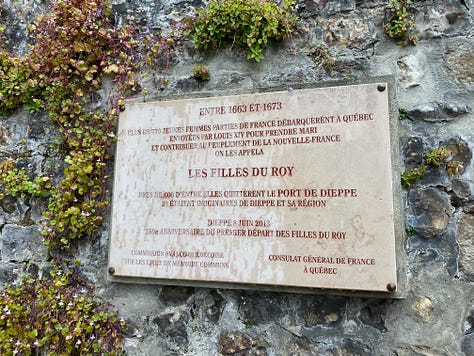 ENTRE 1663 ET 1673
PLUS DE 770 JEUNES FEMMES PARTIES DE FRANCE DÉBARQUÈRENT À QUÉBEC
ENVOYÉES PAR LOUIS XIV POUR PRENDRE MARI
ET CONTRIBUER AU PEUPLEMENT DE LA NOUVELLE-FRANCE
ON LES APPELA
LES FILLES DU ROY
PRÈS DE D'ENTRE ELLES QUITTÈRENT LE PORT DE DIEPPE
29 ÉTAIENT ORIGINAIRES DE DIEPPE ET SA RÉGION
DIEPPE 8 JUIN 2013
350e ANNIVERSAIRE DU PREMIER DÉPART DES FILLES DU ROY
COMMISSION FRANCO-QUÉBÉCOISE
SUR LES LIEUX DE MÉMOIRE COMMUNS
CONSULAT GÉNÉRAL DE FRANCE
À QUÉBEC